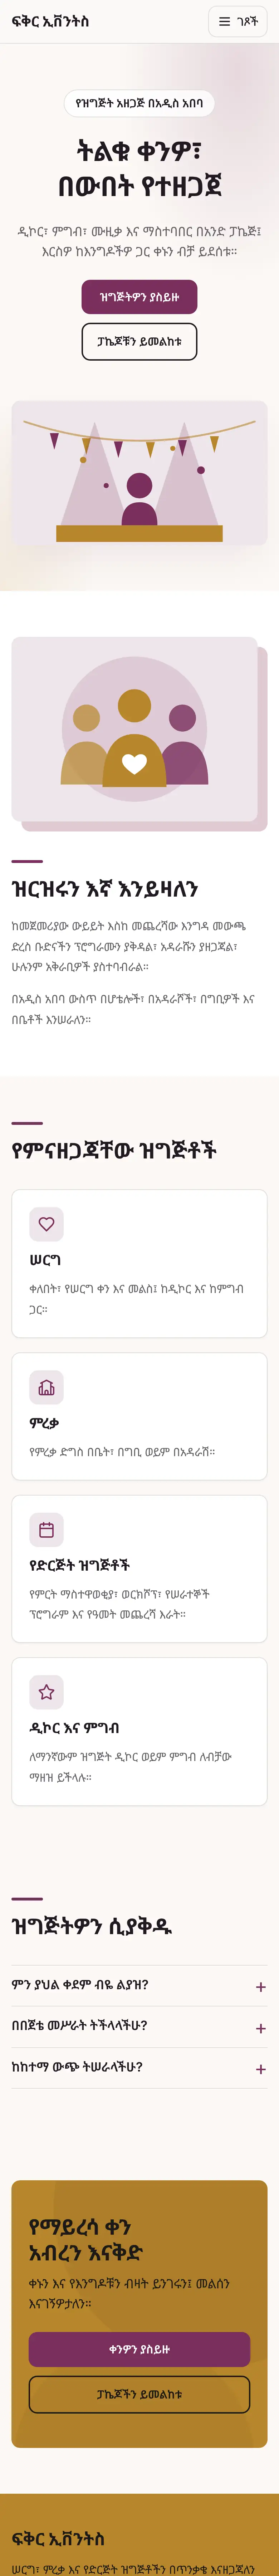 ፍቅር ኢቨንትስ
ገጾች
የዝግጅት አዘጋጅ በአዲስ አበባ
ትልቁ ቀንዎ፣
በውበት የተዘጋጀ
ዲኮር፣ ምግብ፣ ሙዚቃ እና ማስተባበር በአንድ ፓኬጅ፤
እርስዎ ከእንግዶችዎ ጋር ቀኑን ብቻ ይደሰቱ።
ዝግጅትዎን ያስይዙ
ፓኬጆቹን ይመልከቱ
ዝርዝሩን እኛ እንይዛለን
ከመጀመሪያው ውይይት እስከ መጨረሻው እንግዳ መውጫ
ድረስ ቡድናችን ፕሮግራሙን ያቅዳል፣ አዳራሹን ያዘጋጃል፣
ሁሉንም አቅራቢዎች ያስተባብራል።
በአዲስ አበባ ውስጥ በሆቴሎች፣ በአዳራሾች፣ በግቢዎች እና
በቤቶች እንሠራለን።
የምናዘጋጃቸው ዝግጅቶች
ሠርግ
ቀለበት፣ የሠርግ ቀን እና መልስ፤ ከዲኮር እና ከምግብ
ጋር።
ምረቃ
የምረቃ ድግስ በቤት፣ በግቢ ወይም በአዳራሽ።
የድርጅት ዝግጅቶች
የምርት ማስተዋወቂያ፣ ወርክሾፕ፣ የሠራተኞች
ፕሮግራም እና የዓመት መጨረሻ እራት።
ዲኮር እና ምግብ
ለማንኛውም ዝግጅት ዲኮር ወይም ምግብ ለብቻው
ማዘዝ ይችላሉ።
ዝግጅትዎን ሲያቅዱ
ምን ያህል ቀደም ብዬ ልያዝ?
በበጀቴ መሥራት ትችላላችሁ?
ከከተማ ውጭ ትሠራላችሁ?
የማይረሳ ቀን
አብረን እናቅድ
ቀኑን እና የእንግዶቹን ብዛት ይንገሩን፤ መልሰን
እናገኝዎታለን።
ቀንዎን ያስይዙ
ፓኬጆችን ይመልከቱ
ፍቅር ኢቨንትስ
ሠርግ፣ ምረቃ እና የድርጅት ዝግጅቶችን በጥንቃቄ እናዘጋጃለን